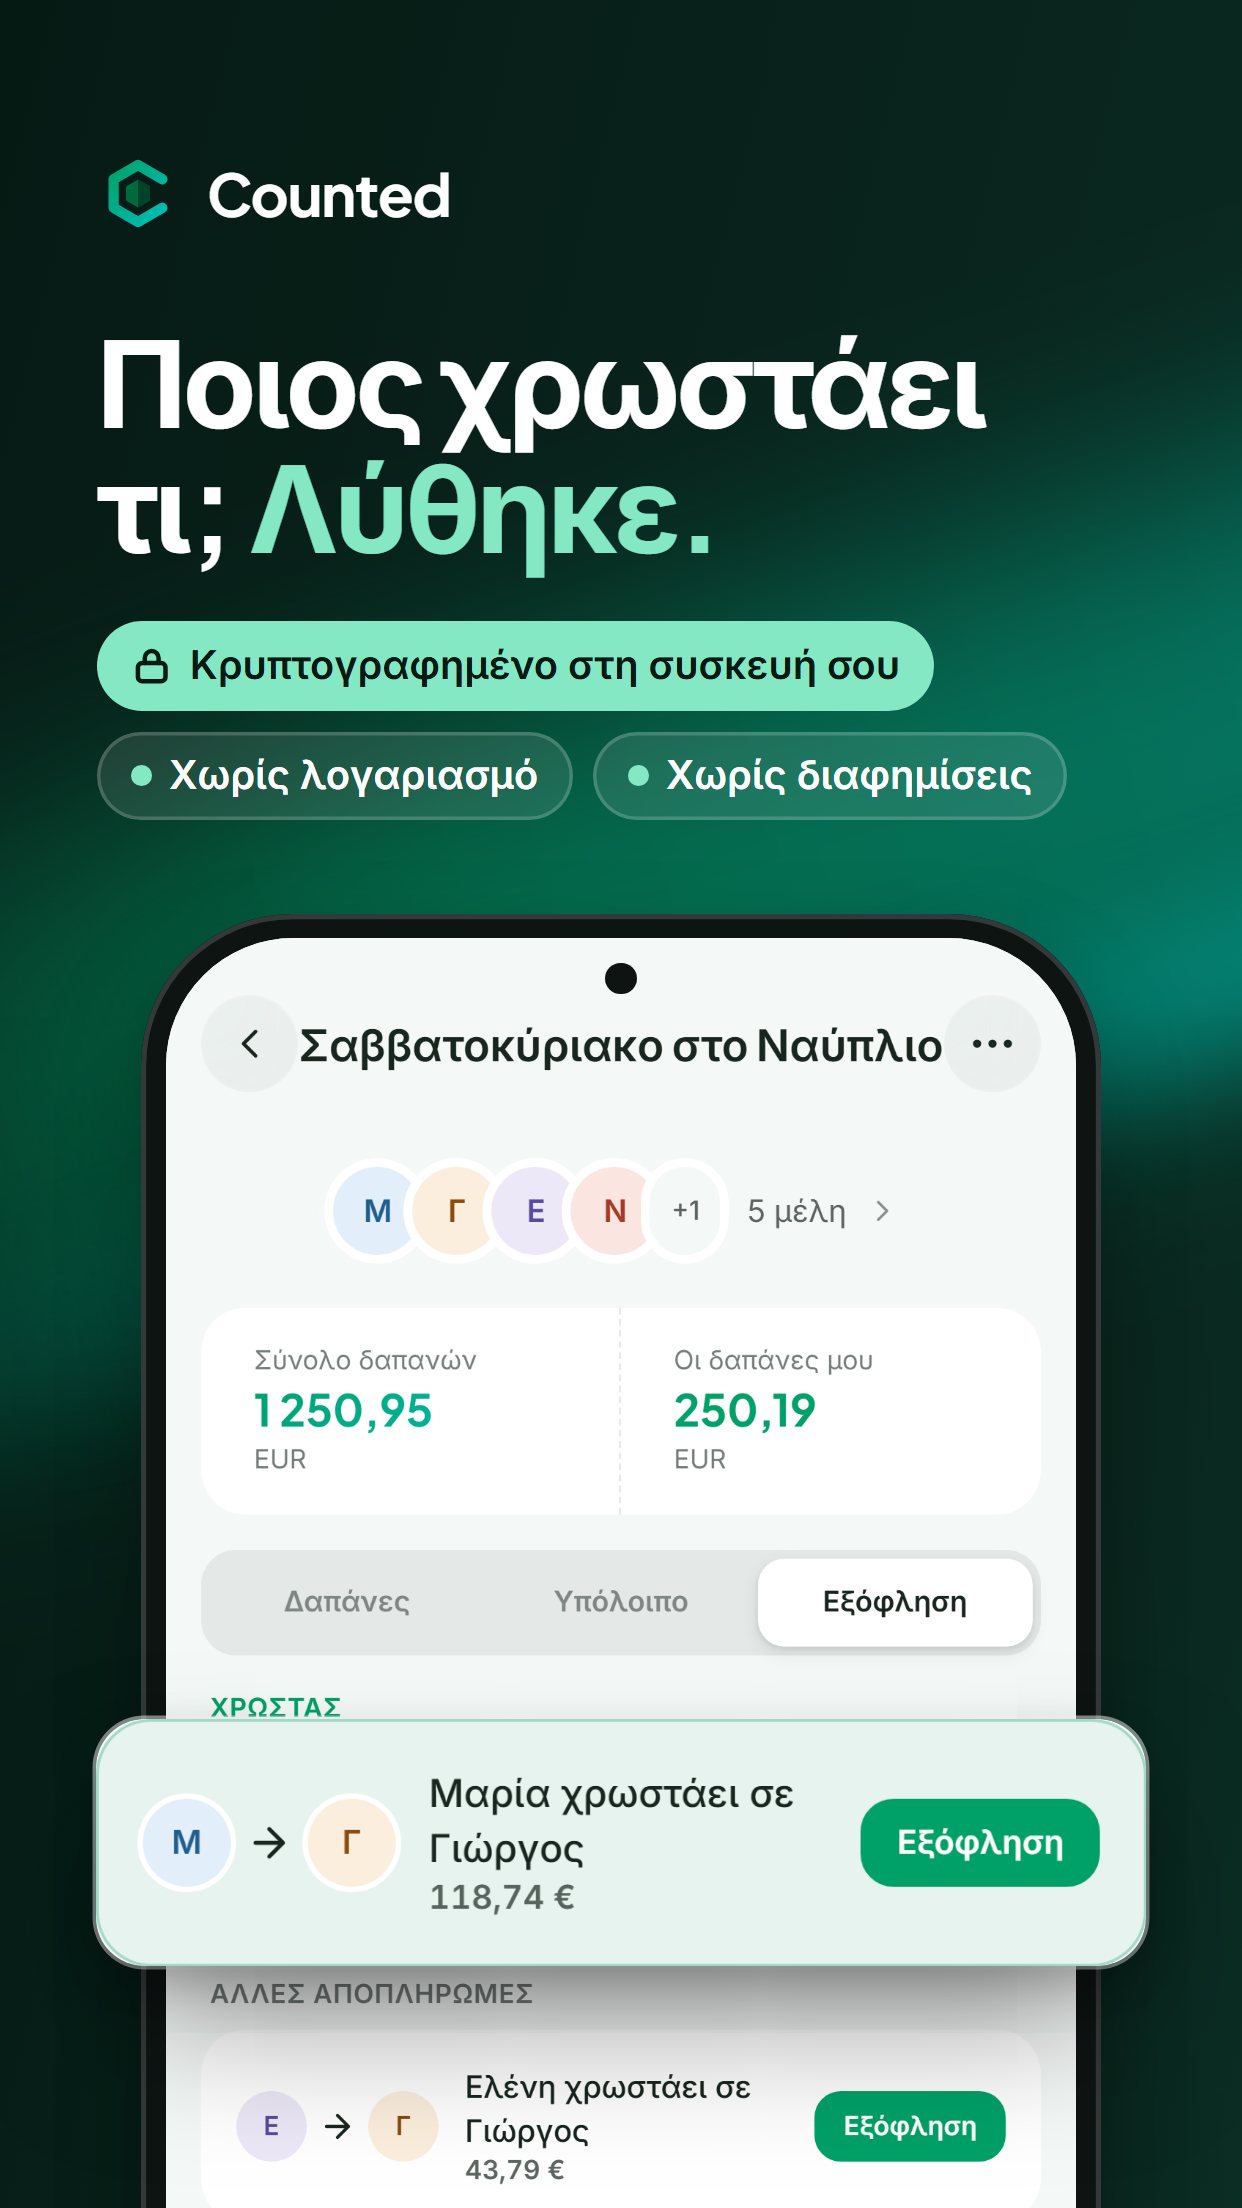 Counted
Ποιος χρωστάει
τι; Λύθηκε.
Κρυπτογραφημένο στη συσκευή σου
Χωρίς λογαριασμό
Χωρίς διαφημίσεις
Σαββατοκύριακο στο Ναύπλιο
Μ Γ Ε Ν +1 5 μέλη
Σύνολο δαπανών
1 250,95
EUR
Οι δαπάνες μου
250,19
EUR
Δαπάνες Υπόλοιπο Εξόφληση
ΧΡΩΣΤΑΣ
Μ → Γ
Μαρία χρωστάει σε
Γιώργος
118,74 €
Εξόφληση
ΑΛΛΕΣ ΑΠΟΠΛΗΡΩΜΕΣ
Ε → Γ
Ελένη χρωστάει σε
Γιώργος
43,79 €
Εξόφληση